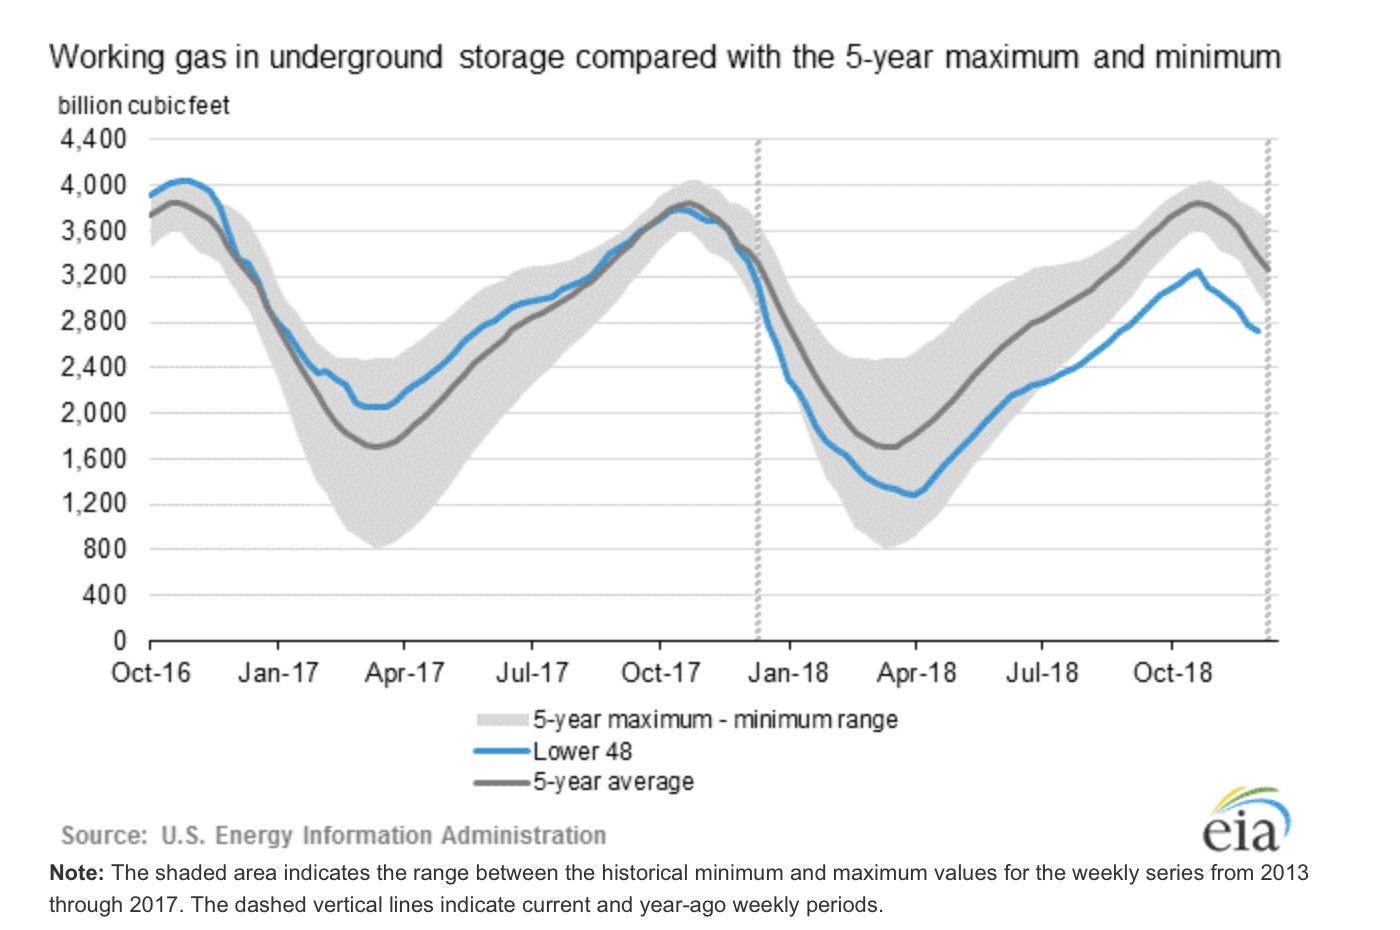 Working gas in underground storage compared with the 5-year maximum and minimum
billion cubic feet
4,400
4,000
3,600
3,200
2,800
2,400
2,000
1,600
1,200
800
400
0
Oct-16 Jan-17 Apr-17 Jul-17 Oct-17 Jan-18 Apr-18 Jul-18 Oct-18
5-year maximum - minimum range
Lower 48
5-year average
eia
Source: U.S. Energy Information Administration
Note: The shaded area indicates the range between the historical minimum and maximum values for the weekly series from 2013
through 2017. The dashed vertical lines indicate current and year-ago weekly periods.